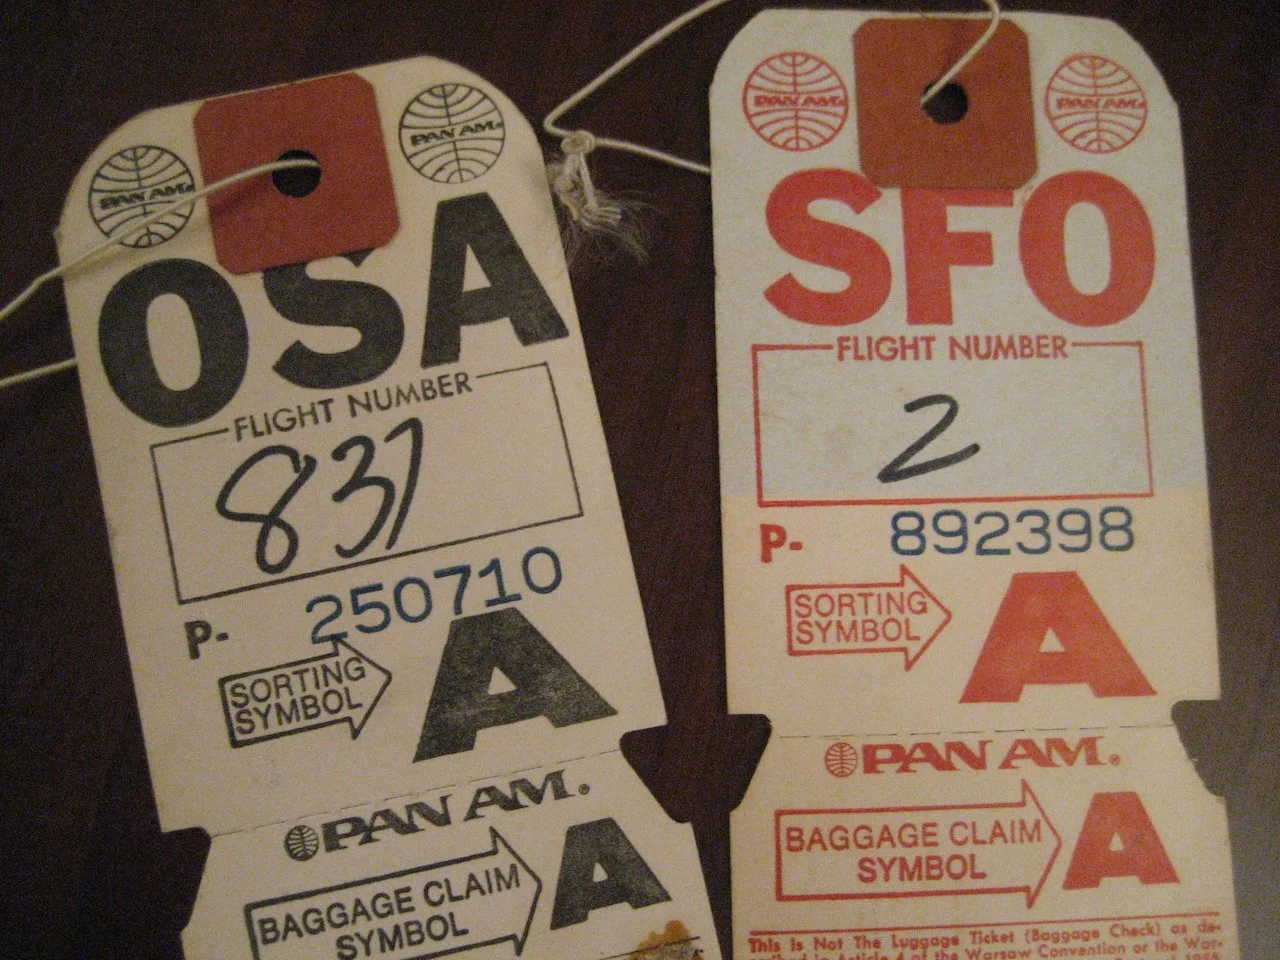 PAN AM.
PAN AM.
OSA
FLIGHT NUMBER
837
P- 250710
SORTING
SYMBOL
A
PAN AM.
BAGGAGE CLAIM
SYMBOL
A
PAN AM.
PAN AM.
SFO
FLIGHT NUMBER
2
P- 892398
SORTING
SYMBOL
A
PAN AM.
BAGGAGE CLAIM
SYMBOL
A
This Is Not The Luggage Ticket (Baggage Check) as de-
in Article 4 of the Warsaw Convention or the War-